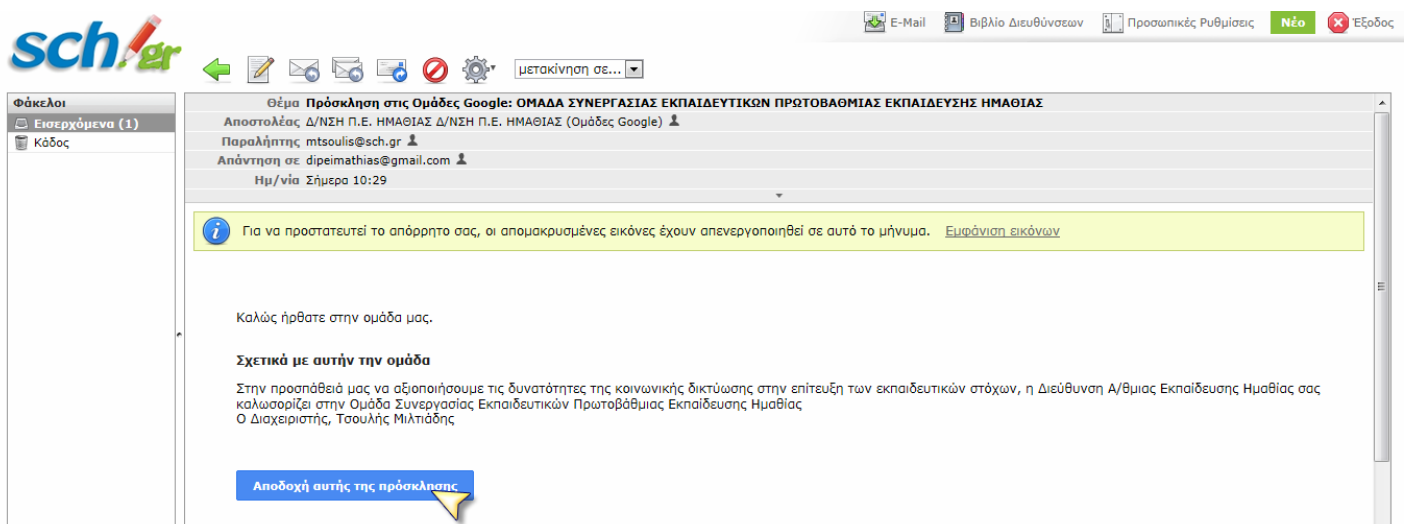 E-Mail Βιβλίο Διευθύνσεων Προσωπικές Ρυθμίσεις Νέο Έξοδος
sch.gr
μετακίνηση σε...
Φάκελοι
Εισερχόμενα (1)
Κάδος
Θέμα Πρόσκληση στις Ομάδες Google: ΟΜΑΔΑ ΣΥΝΕΡΓΑΣΙΑΣ ΕΚΠΑΙΔΕΥΤΙΚΩΝ ΠΡΩΤΟΒΑΘΜΙΑΣ ΕΚΠΑΙΔΕΥΣΗΣ ΗΜΑΘΙΑΣ
Αποστολέας Δ/ΝΣΗ Π.Ε. ΗΜΑΘΙΑΣ Δ/ΝΣΗ Π.Ε. ΗΜΑΘΙΑΣ (Ομάδες Google)
Παραλήπτης mtsoulis@sch.gr
Απάντηση σε dipeimathias@gmail.com
Ημ/νία Σήμερα 10:29
Για να προστατευτεί το απόρρητο σας, οι απομακρυσμένες εικόνες έχουν απενεργοποιηθεί σε αυτό το μήνυμα. Εμφάνιση εικόνων
Καλώς ήρθατε στην ομάδα μας.
Σχετικά με αυτήν την ομάδα
Στην προσπάθειά μας να αξιοποιήσουμε τις δυνατότητες της κοινωνικής δικτύωσης στην επίτευξη των εκπαιδευτικών στόχων, η Διεύθυνση Α/θμιας Εκπαίδευσης Ημαθίας σας
καλωσορίζει στην Ομάδα Συνεργασίας Εκπαιδευτικών Πρωτοβάθμιας Εκπαίδευσης Ημαθίας
Ο Διαχειριστής, Τσουλής Μιλτιάδης
Αποδοχή αυτής της πρόσκλησης